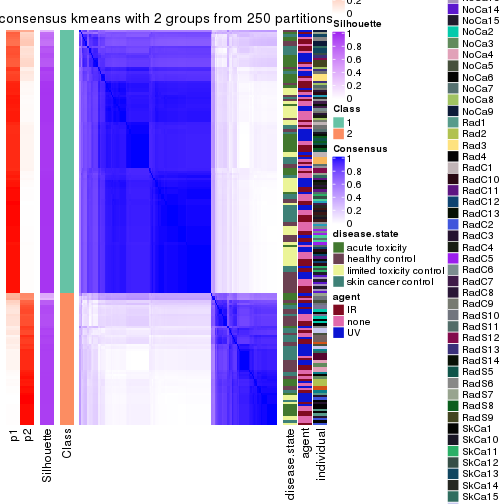 consensus kmeans with 2 groups from 250 partitions
p1
p2
Silhouette
Class
disease.state
agent
individual
0.2
0
Silhouette
1
0.8
0.6
0.4
0.2
0
Class
1
2
Consensus
1
0.8
0.6
0.4
0.2
0
disease.state
acute toxicity
healthy control
limited toxicity control
skin cancer control
agent
IR
none
UV
NoCa14
NoCa15
NoCa2
NoCa3
NoCa4
NoCa5
NoCa6
NoCa7
NoCa8
NoCa9
Rad1
Rad2
Rad3
Rad4
RadC1
RadC10
RadC11
RadC12
RadC13
RadC2
RadC3
RadC4
RadC5
RadC6
RadC7
RadC8
RadC9
RadS10
RadS11
RadS12
RadS13
RadS14
RadS5
RadS6
RadS7
RadS8
RadS9
SkCa1
SkCa10
SkCa11
SkCa12
SkCa13
SkCa14
SkCa15